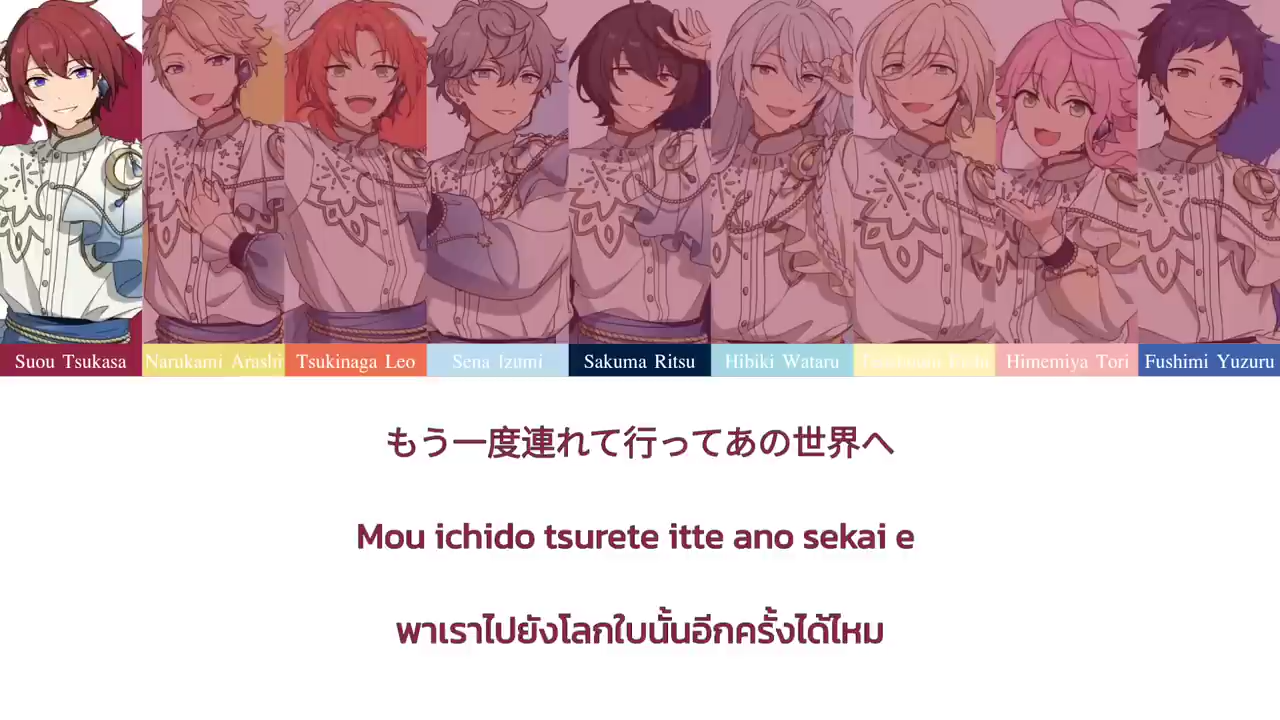 Suou Tsukasa
Narukami Arashi
Tsukinaga Leo
Sena Izumi
Sakuma Ritsu
Hibiki Wataru
Himemiya Tori
Fushimi Yuzuru
もう一度連れて行ってあの世界へ
Mou ichido tsurete itte ano sekai e
พาเราไปยังโลกใบนั้นอีกครั้งได้ไหม